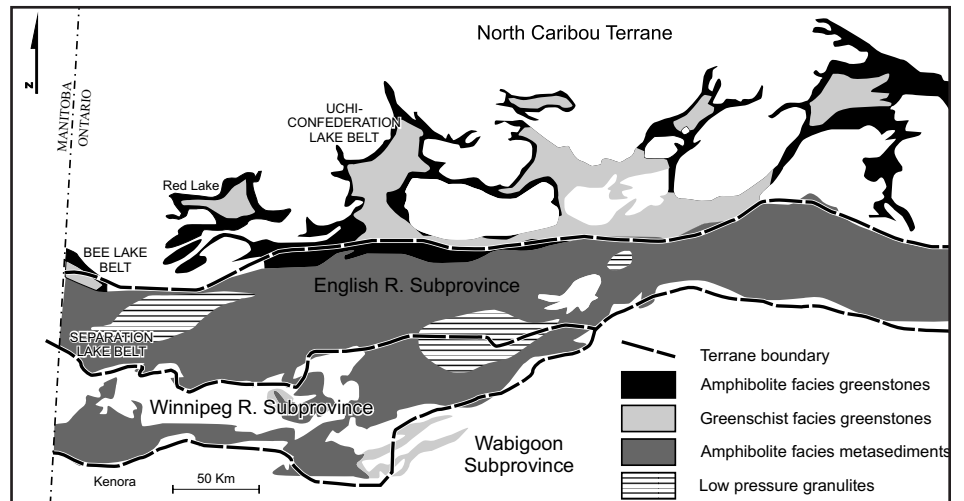 North Caribou Terrane
N
MANITOBA
ONTARIO
UCHI-
CONFEDERATION
LAKE BELT
Red Lake
BEE LAKE
BELT
English R. Subprovince
SEPARATION
LAKE BELT
Winnipeg R. Subprovince
Wabigoon
Subprovince
Kenora
50 Km
Terrane boundary
Amphibolite facies greenstones
Greenschist facies greenstones
Amphibolite facies metasediments
Low pressure granulites